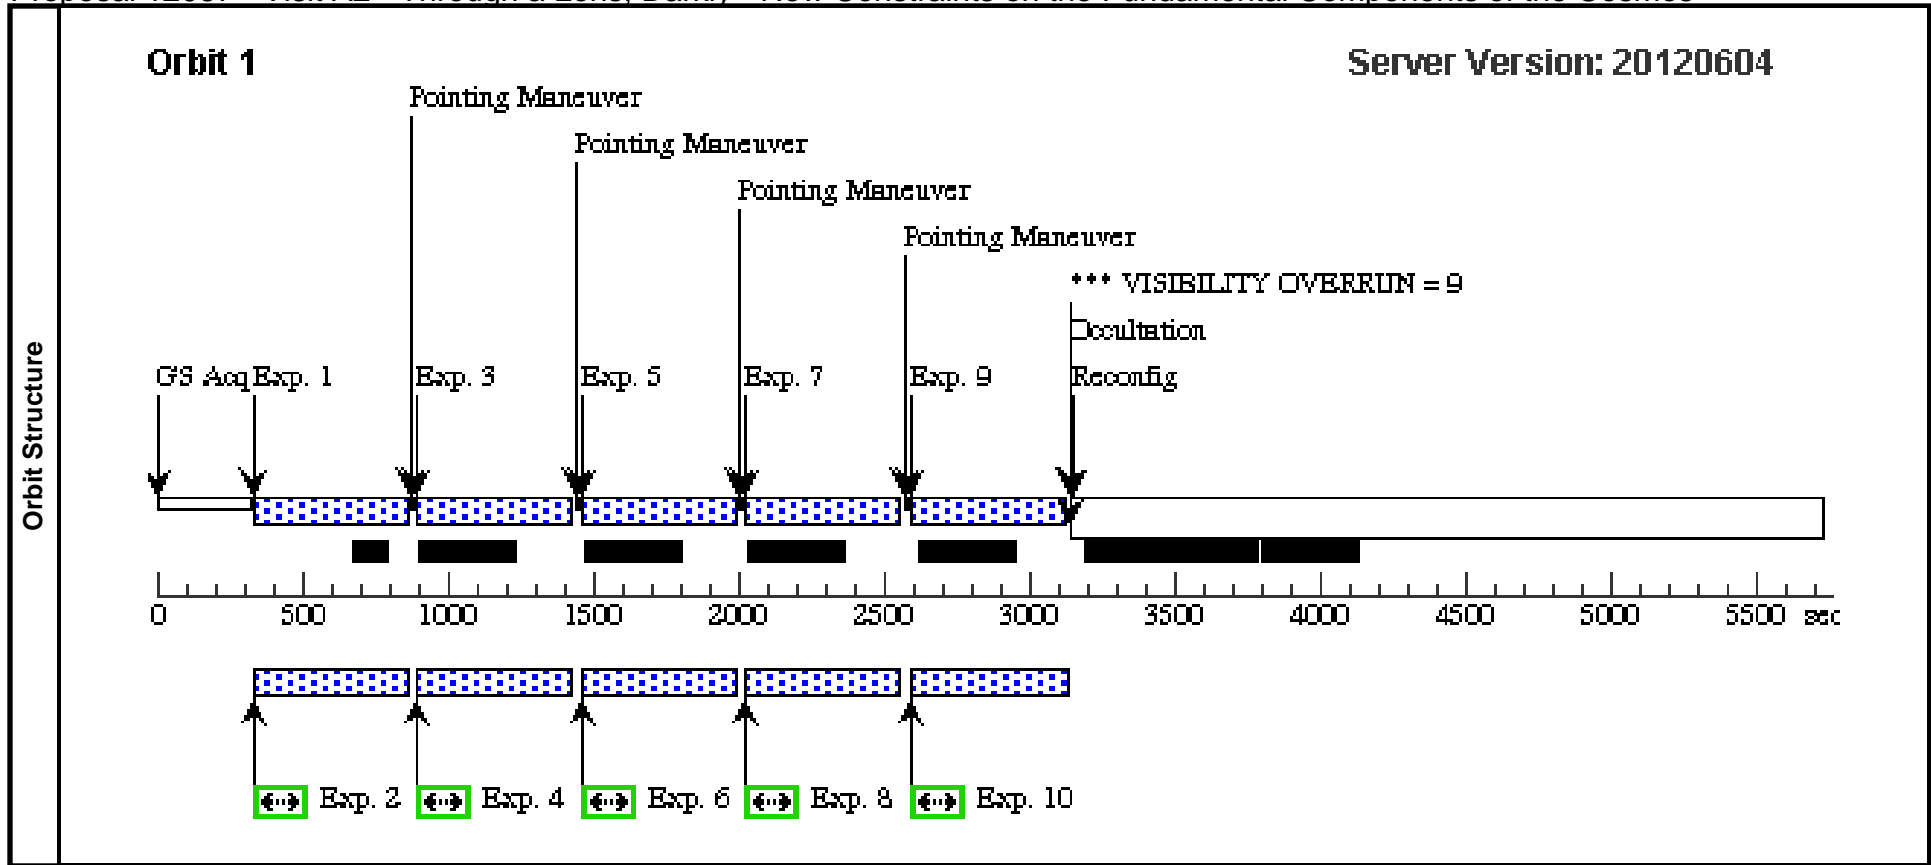 Orbit 1
Server Version: 20120604
Pointing Maneuver
Pointing Maneuver
Pointing Maneuver
Pointing Maneuver
*** VISIBILITY OVERRUN = 9
Occultation
GS Acq Exp. 1 Exp. 3 Exp. 5 Exp. 7 Exp. 9 Reconfig
Orbit Structure
0 500 1000 1500 2000 2500 3000 3500 4000 4500 5000 5500 sec
Exp. 2 Exp. 4 Exp. 6 Exp. 8 Exp. 10